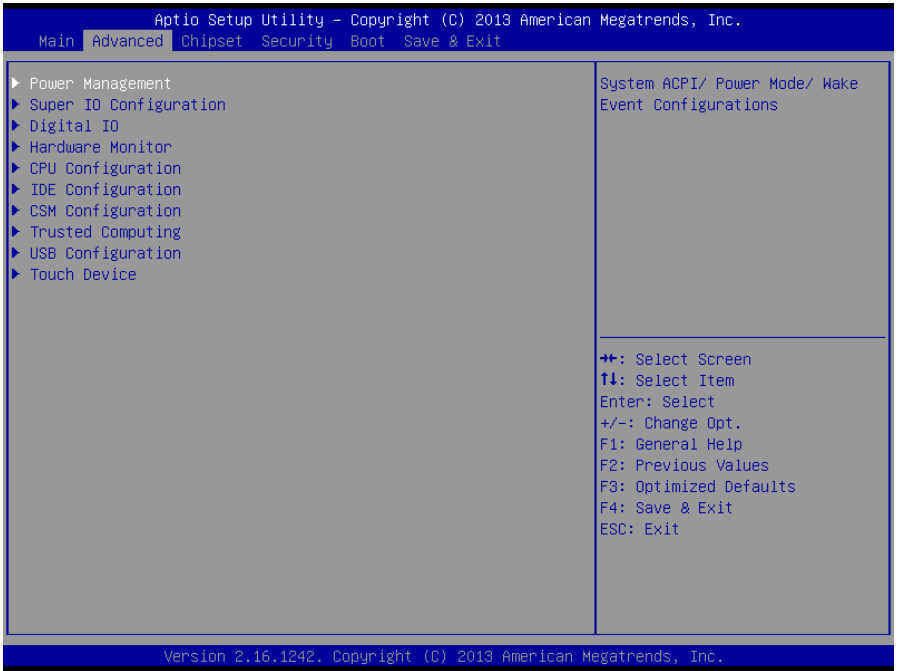 Aptio Setup Utility – Copyright (C) 2013 American Megatrends, Inc.
Main Advanced Chipset Security Boot Save & Exit
Power Management
Super IO Configuration
Digital IO
Hardware Monitor
CPU Configuration
IDE Configuration
CSM Configuration
Trusted Computing
USB Configuration
Touch Device
System ACPI/ Power Mode/ Wake
Event Configurations
→←: Select Screen
↑↓: Select Item
Enter: Select
+/-: Change Opt.
F1: General Help
F2: Previous Values
F3: Optimized Defaults
F4: Save & Exit
ESC: Exit
Version 2.16.1242. Copyright (C) 2013 American Megatrends, Inc.